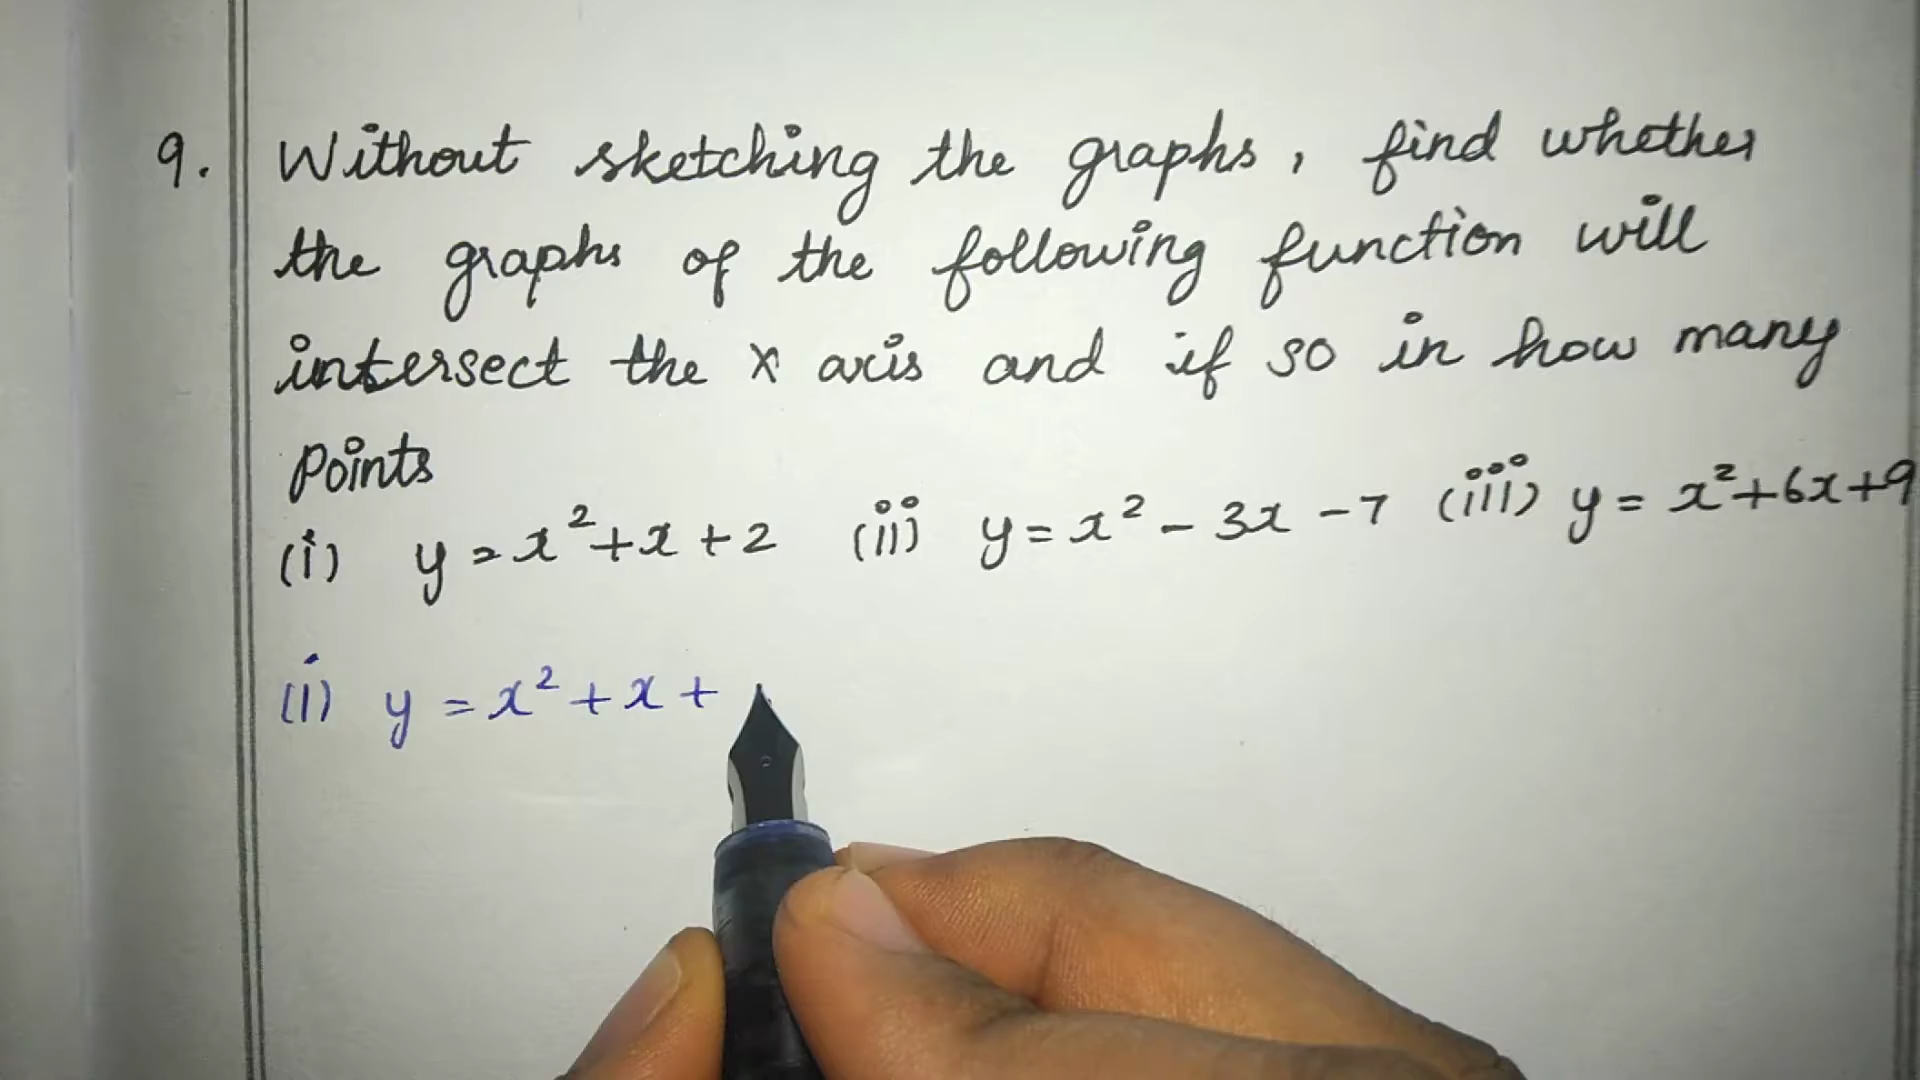 9. Without sketching the graphs, find whether
the graphs of the following function will
intersect the x axis and if so in how many
Points
(i) y = x²+x+2 (ii) y = x² - 3x - 7 (iii) y = x²+6x+9
(i) y = x² + x +